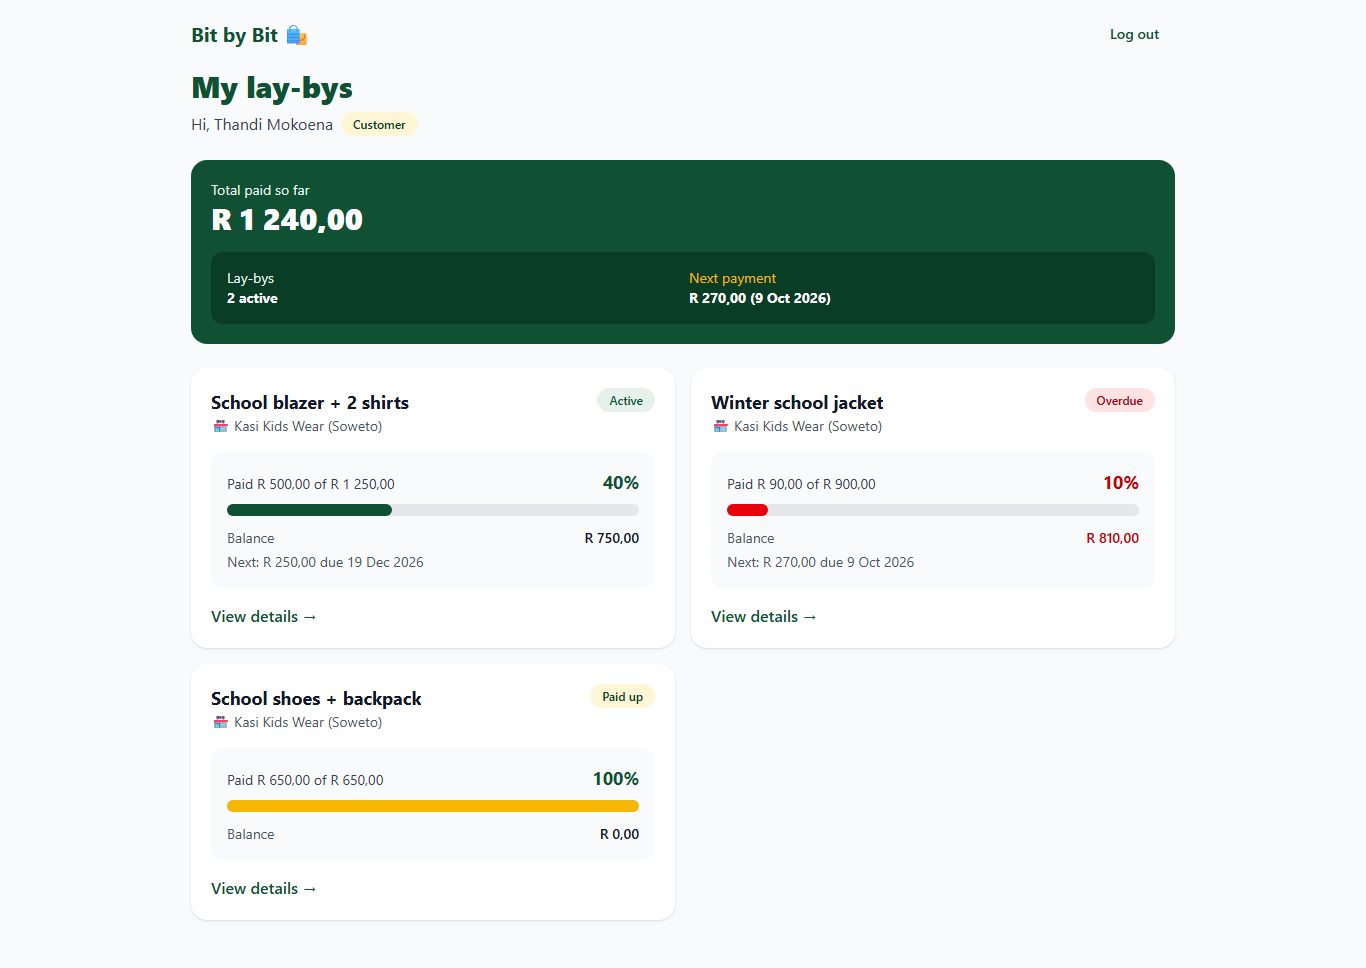 Bit by Bit
Log out
My lay-bys
Hi, Thandi Mokoena Customer
Total paid so far
R 1 240,00
Lay-bys
2 active
Next payment
R 270,00 (9 Oct 2026)
School blazer + 2 shirts
Active
Kasi Kids Wear (Soweto)
Paid R 500,00 of R 1 250,00
40%
Balance
R 750,00
Next: R 250,00 due 19 Dec 2026
View details →
Winter school jacket
Overdue
Kasi Kids Wear (Soweto)
Paid R 90,00 of R 900,00
10%
Balance
R 810,00
Next: R 270,00 due 9 Oct 2026
View details →
School shoes + backpack
Paid up
Kasi Kids Wear (Soweto)
Paid R 650,00 of R 650,00
100%
Balance
R 0,00
View details →